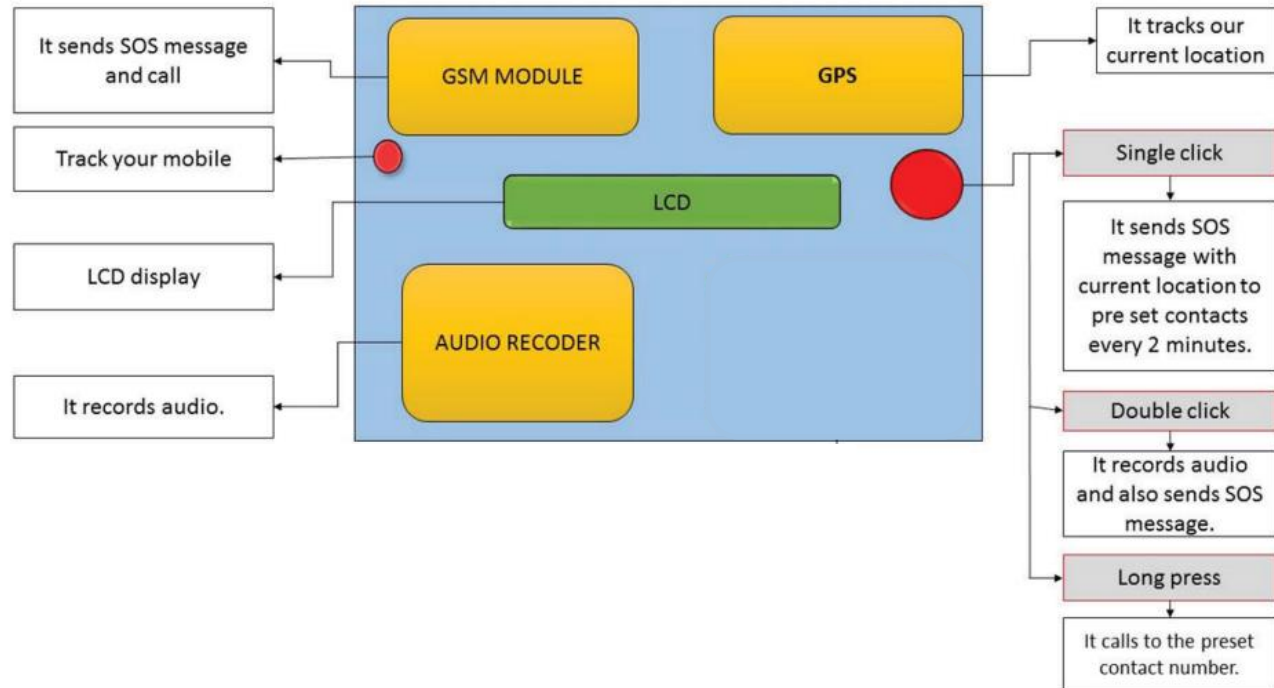 It sends SOS message
and call
GSM MODULE
GPS
It tracks our
current location
Track your mobile
Single click
LCD
It sends SOS
message with
current location to
pre set contacts
every 2 minutes.
LCD display
AUDIO RECODER
It records audio.
Double click
It records audio
and also sends SOS
message.
Long press
It calls to the preset
contact number.